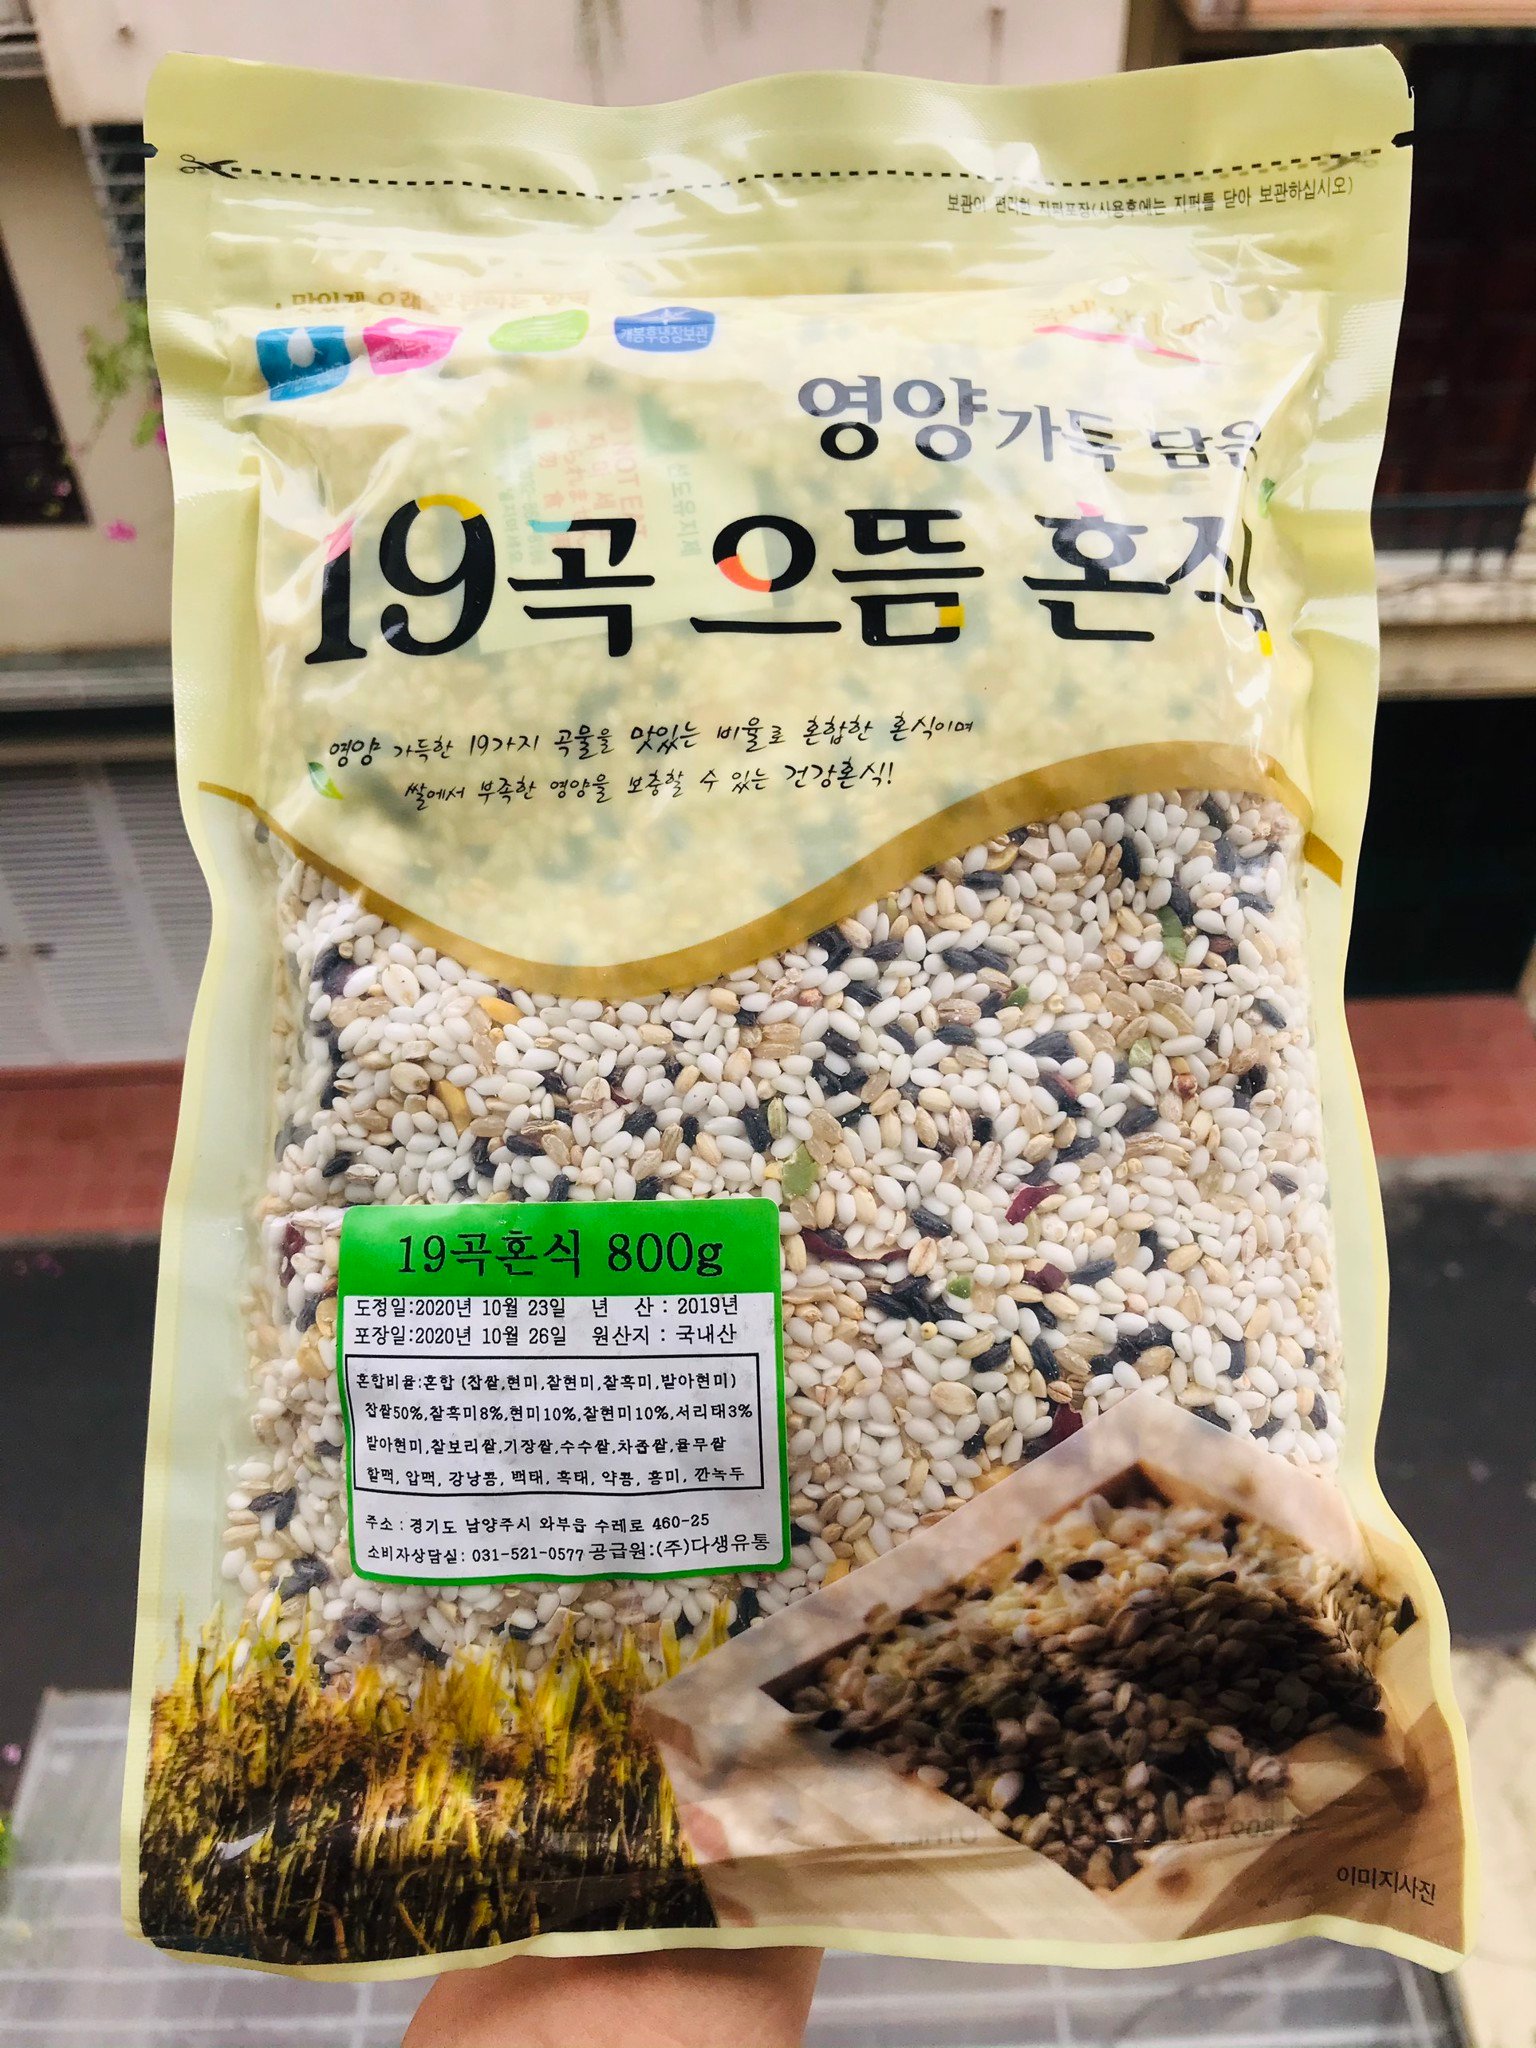 보관이 편리한 지퍼포장(사용후에는 지퍼를 닫아 보관하십시오)
개봉후냉장보관
영양가득 담은
19곡 으뜸 혼식
영양 가득한 19가지 곡물을 맛있는 비율로 혼합한 혼식이며
쌀에서 부족한 영양을 보충할 수 있는 건강혼식!
19곡혼식 800g
도정일:2020년 10월 23일 년 산 : 2019년
포장일:2020년 10월 26일 원산지 : 국내산
혼합비율:혼합 (찹쌀,현미,찰현미,찰흑미,발아현미)
찹쌀50%,찰흑미8%,현미10%,찰현미10%,서리태3%
발아현미,찰보리쌀,기장쌀,수수쌀,차좁쌀,율무쌀
할맥, 압맥, 강낭콩, 백태, 흑태, 약콩, 홍미, 깐녹두
주소 : 경기도 남양주시 와부읍 수레로 460-25
소비자상담실: 031-521-0577 공급원:(주)다생유통
이미지사진